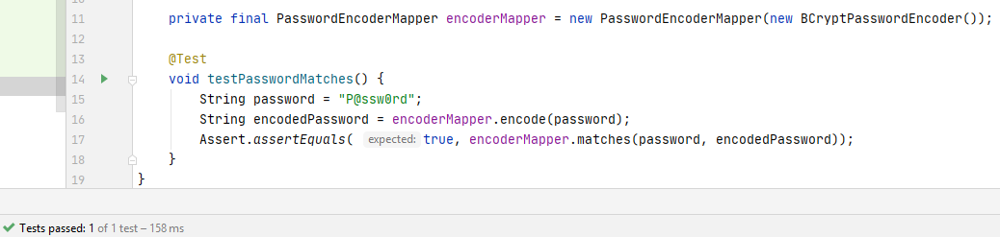 10
11 private final PasswordEncoderMapper encoderMapper = new PasswordEncoderMapper(new BCryptPasswordEncoder());
12
13 @Test
14 void testPasswordMatches() {
15 String password = "P@ssw0rd";
16 String encodedPassword = encoderMapper.encode(password);
17 Assert.assertEquals( expected: true, encoderMapper.matches(password, encodedPassword));
18 }
19 }
Tests passed: 1 of 1 test – 158 ms